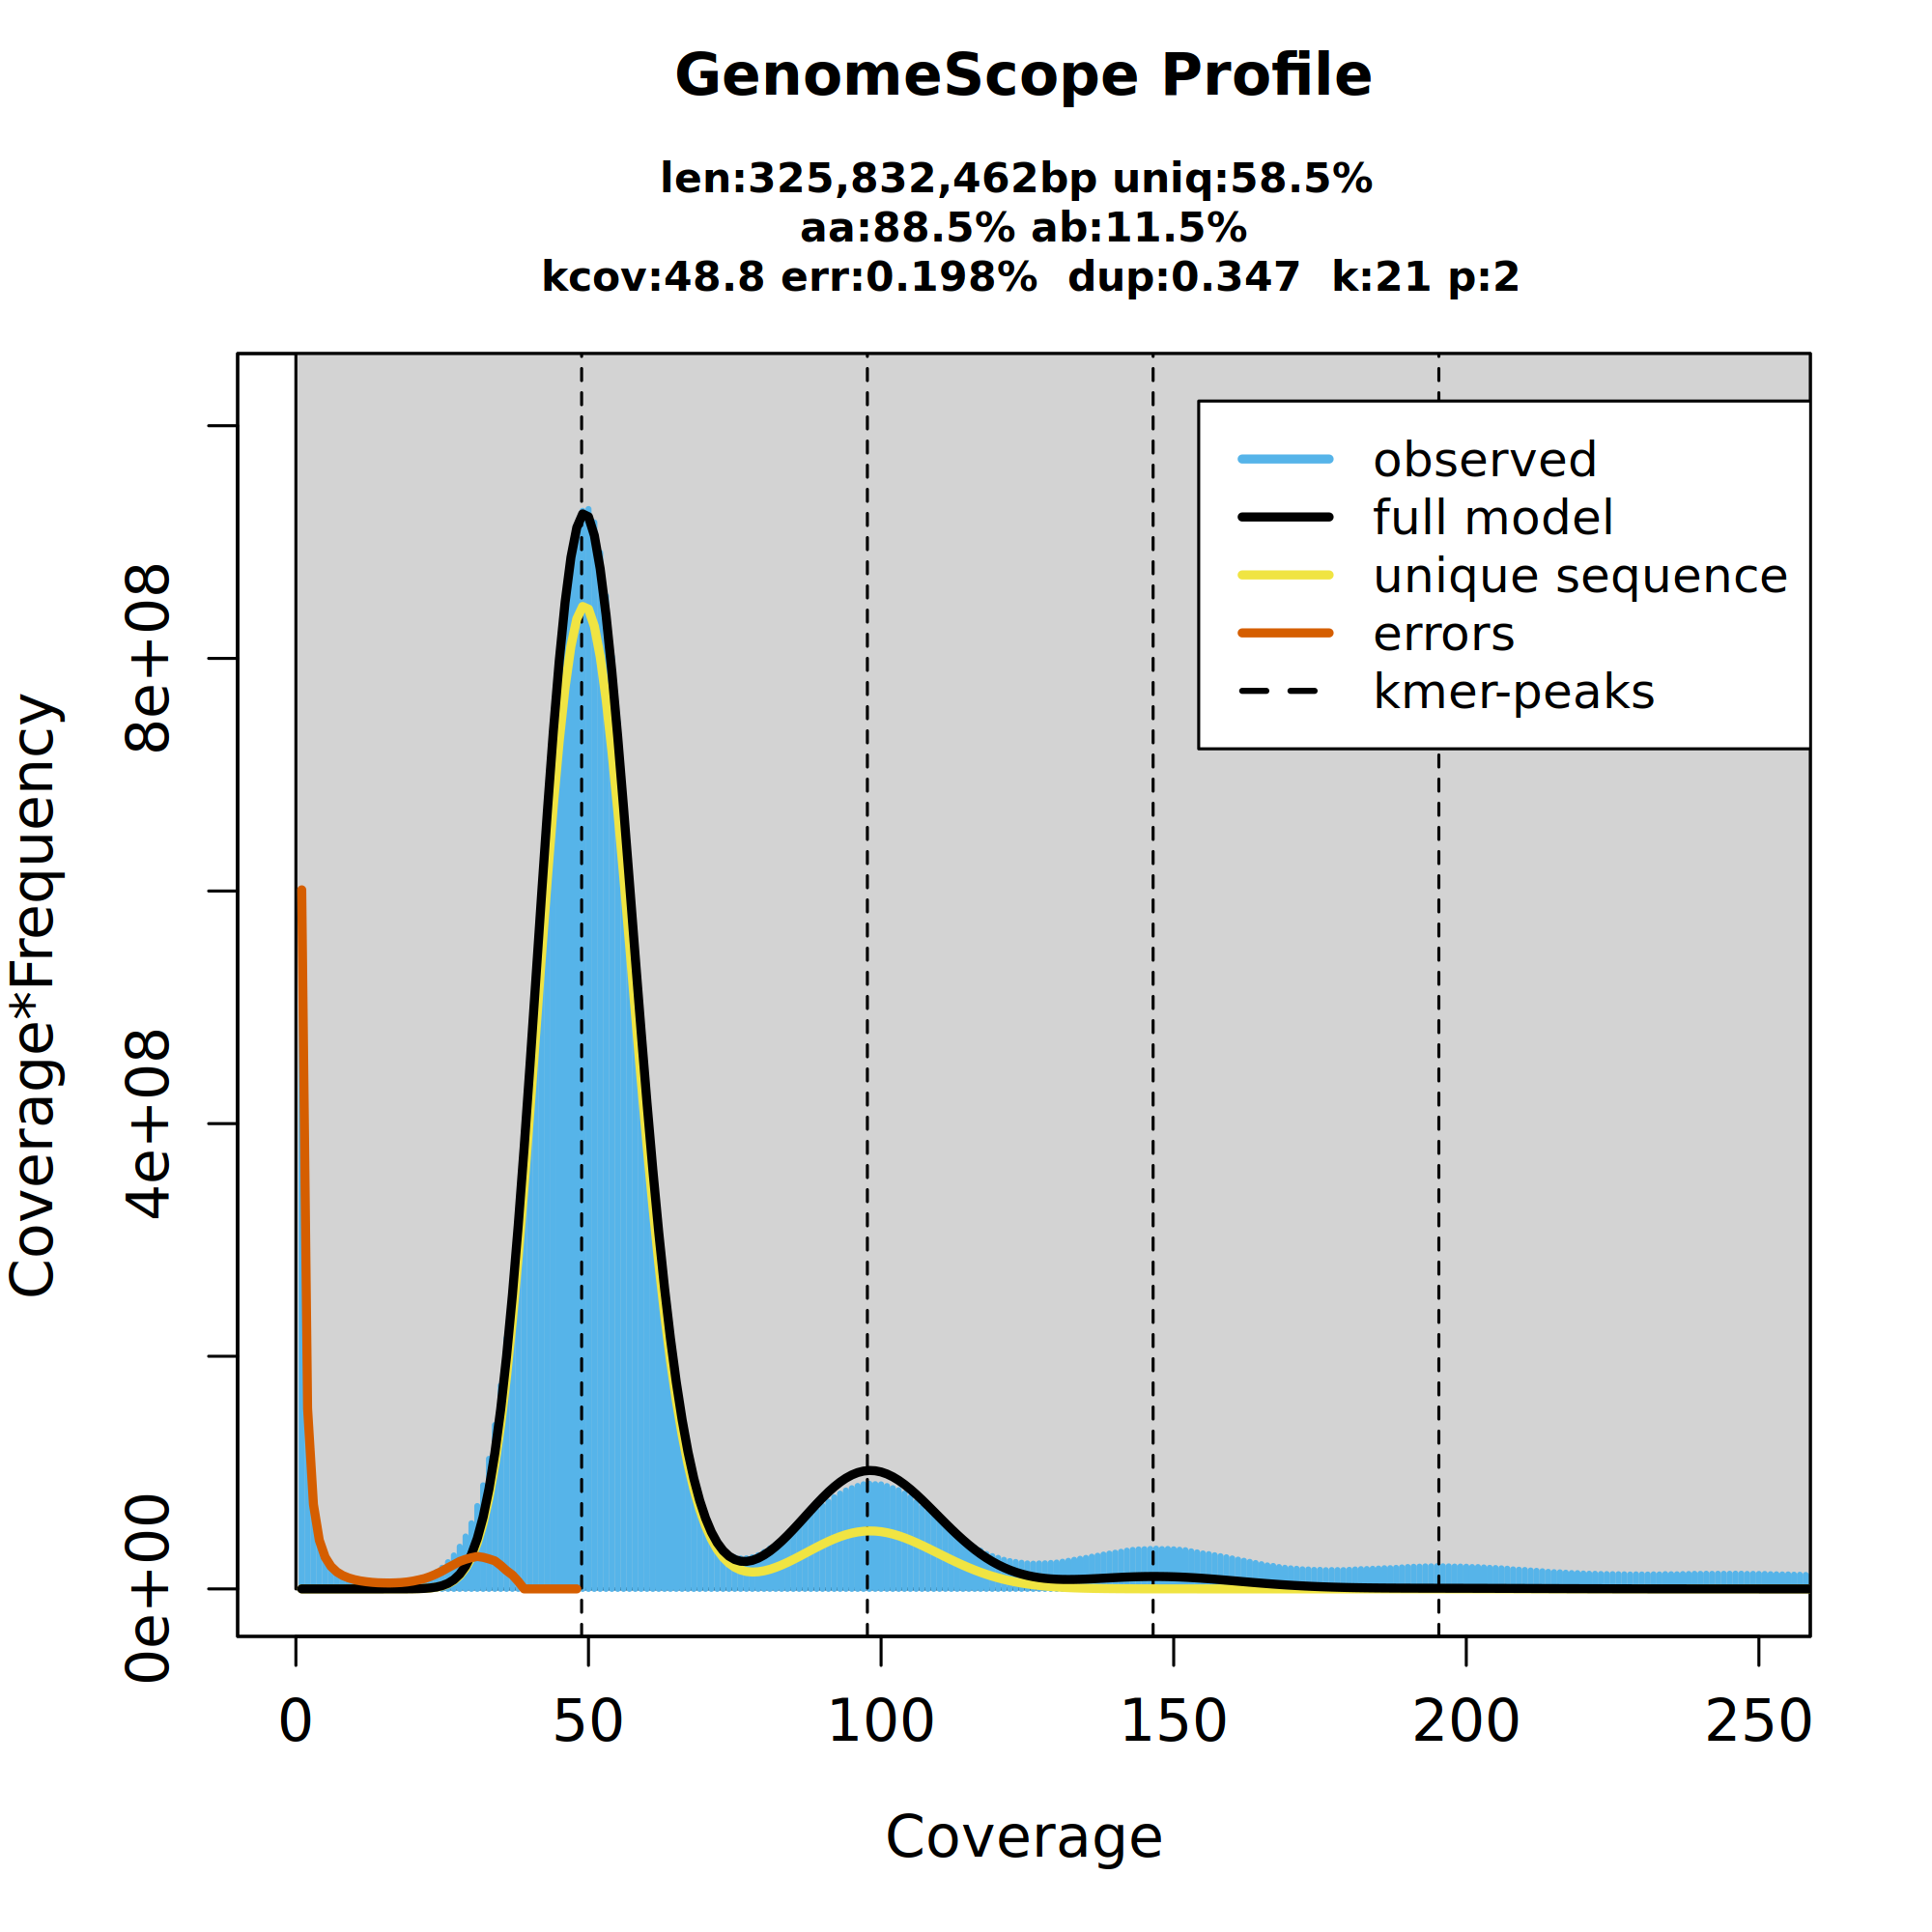 GenomeScope Profile
len:325,832,462bp uniq:58.5%
aa:88.5% ab:11.5%
kcov:48.8 err:0.198% dup:0.347 k:21 p:2
observed
full model
unique sequence
errors
kmer-peaks
Coverage*Frequency
8e+08
4e+08
0e+00
0 50 100 150 200 250
Coverage